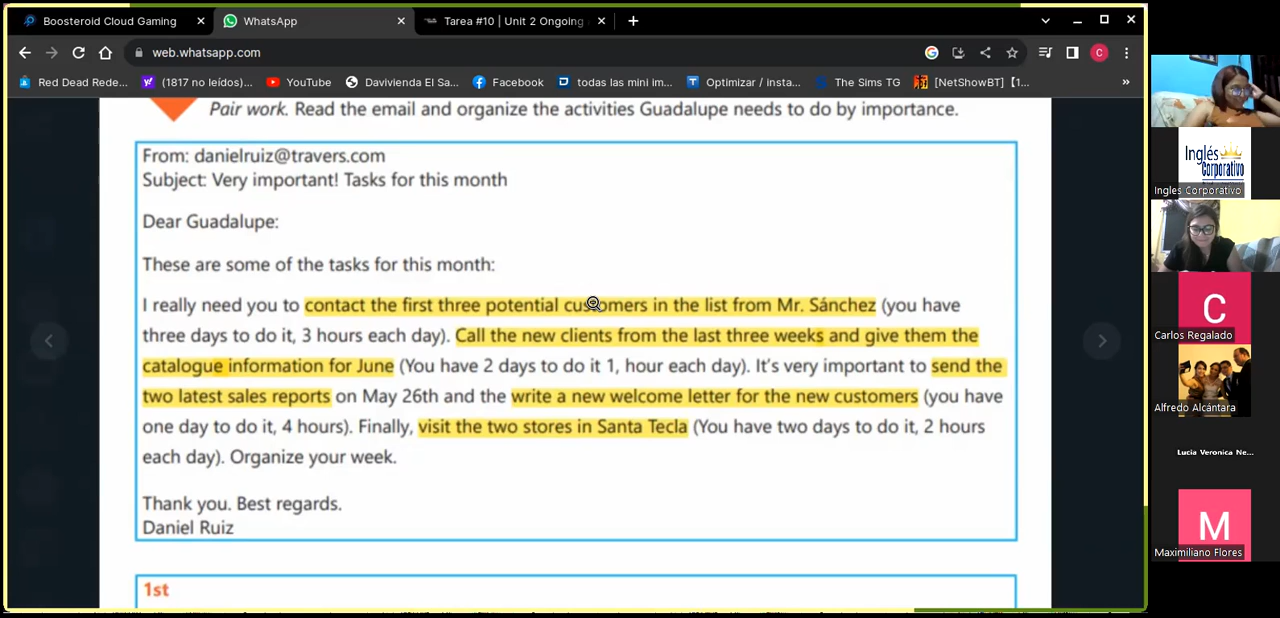 Boosteroid Cloud Gaming
WhatsApp
Tarea #10 | Unit 2 Ongoing
web.whatsapp.com
C
Red Dead Rede...
(1817 no leídos)...
YouTube
Davivienda El Sa...
Facebook
todas las mini im...
Optimizar / insta...
The Sims TG
[NetShowBT]【1...
»
Pair work. Read the email and organize the activities Guadalupe needs to do by importance.
From: danielruiz@travers.com
Subject: Very important! Tasks for this month
Dear Guadalupe:
These are some of the tasks for this month:
I really need you to contact the first three potential customers in the list from Mr. Sánchez (you have
three days to do it, 3 hours each day). Call the new clients from the last three weeks and give them the
catalogue information for June (You have 2 days to do it 1, hour each day). It's very important to send the
two latest sales reports on May 26th and the write a new welcome letter for the new customers (you have
one day to do it, 4 hours). Finally, visit the two stores in Santa Tecla (You have two days to do it, 2 hours
each day). Organize your week.
Thank you. Best regards.
Daniel Ruiz
1st
Inglés
Corporativo
Ingles Corporativo
C
Carlos Regalado
Alfredo Alcántara
Lucia Veronica Ne...
M
Maximiliano Flores